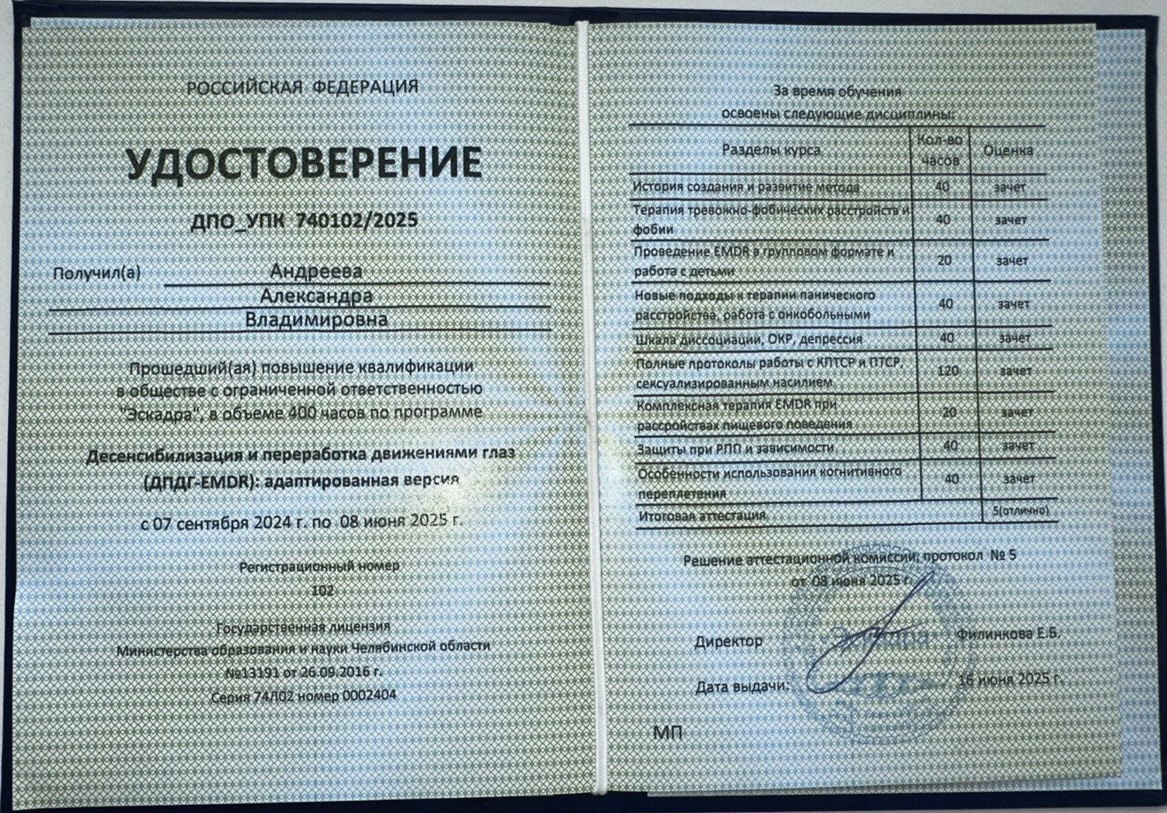 РОССИЙСКАЯ ФЕДЕРАЦИЯ
УДОСТОВЕРЕНИЕ
ДПО_УПК 740102/2025
Получил(а) Андреева
Александра
Владимировна
Прошедший(ая) повышение квалификации
в обществе с ограниченной ответственностью
"Эскадра", в объеме 400 часов по программе
Десенсибилизация и переработка движениями глаз
(ДПДГ-EMDR): адаптированная версия
с 07 сентября 2024 г. по 08 июня 2025 г.
Регистрационный номер
102
Государственная лицензия
Министерства образования и науки Челябинской области
№13191 от 26.09.2016 г.
Серия 74Л02 номер 0002404
За время обучения
освоены следующие дисциплины:
Разделы курса Кол-во часов Оценка
История создания и развитие метода 40 зачет
Терапия тревожно-фобических расстройств и
фобии 40 зачет
Проведение EMDR в групповом формате и
работа с детьми 20 зачет
Новые подходы к терапии панического
расстройства, работа с онкобольными 40 зачет
Шкала диссоциации, ОКР, депрессия 40 зачет
Полные протоколы работы с КПТСР и ПТСР,
сексуализированным насилием 120 зачет
Комплексная терапия EMDR при
рассройствах пищевого поведения 20 зачет
Защиты при РПП и зависимости 40 зачет
Особенности использования когнитивного
переплетения 40 зачет
Итоговая аттестация 5(отлично)
Решение аттестационной комиссии, протокол № 5
от 08 июня 2025 г.
Директор Филинкова Е.Б.
Эскадра
Дата выдачи: 16 июня 2025 г.
МП